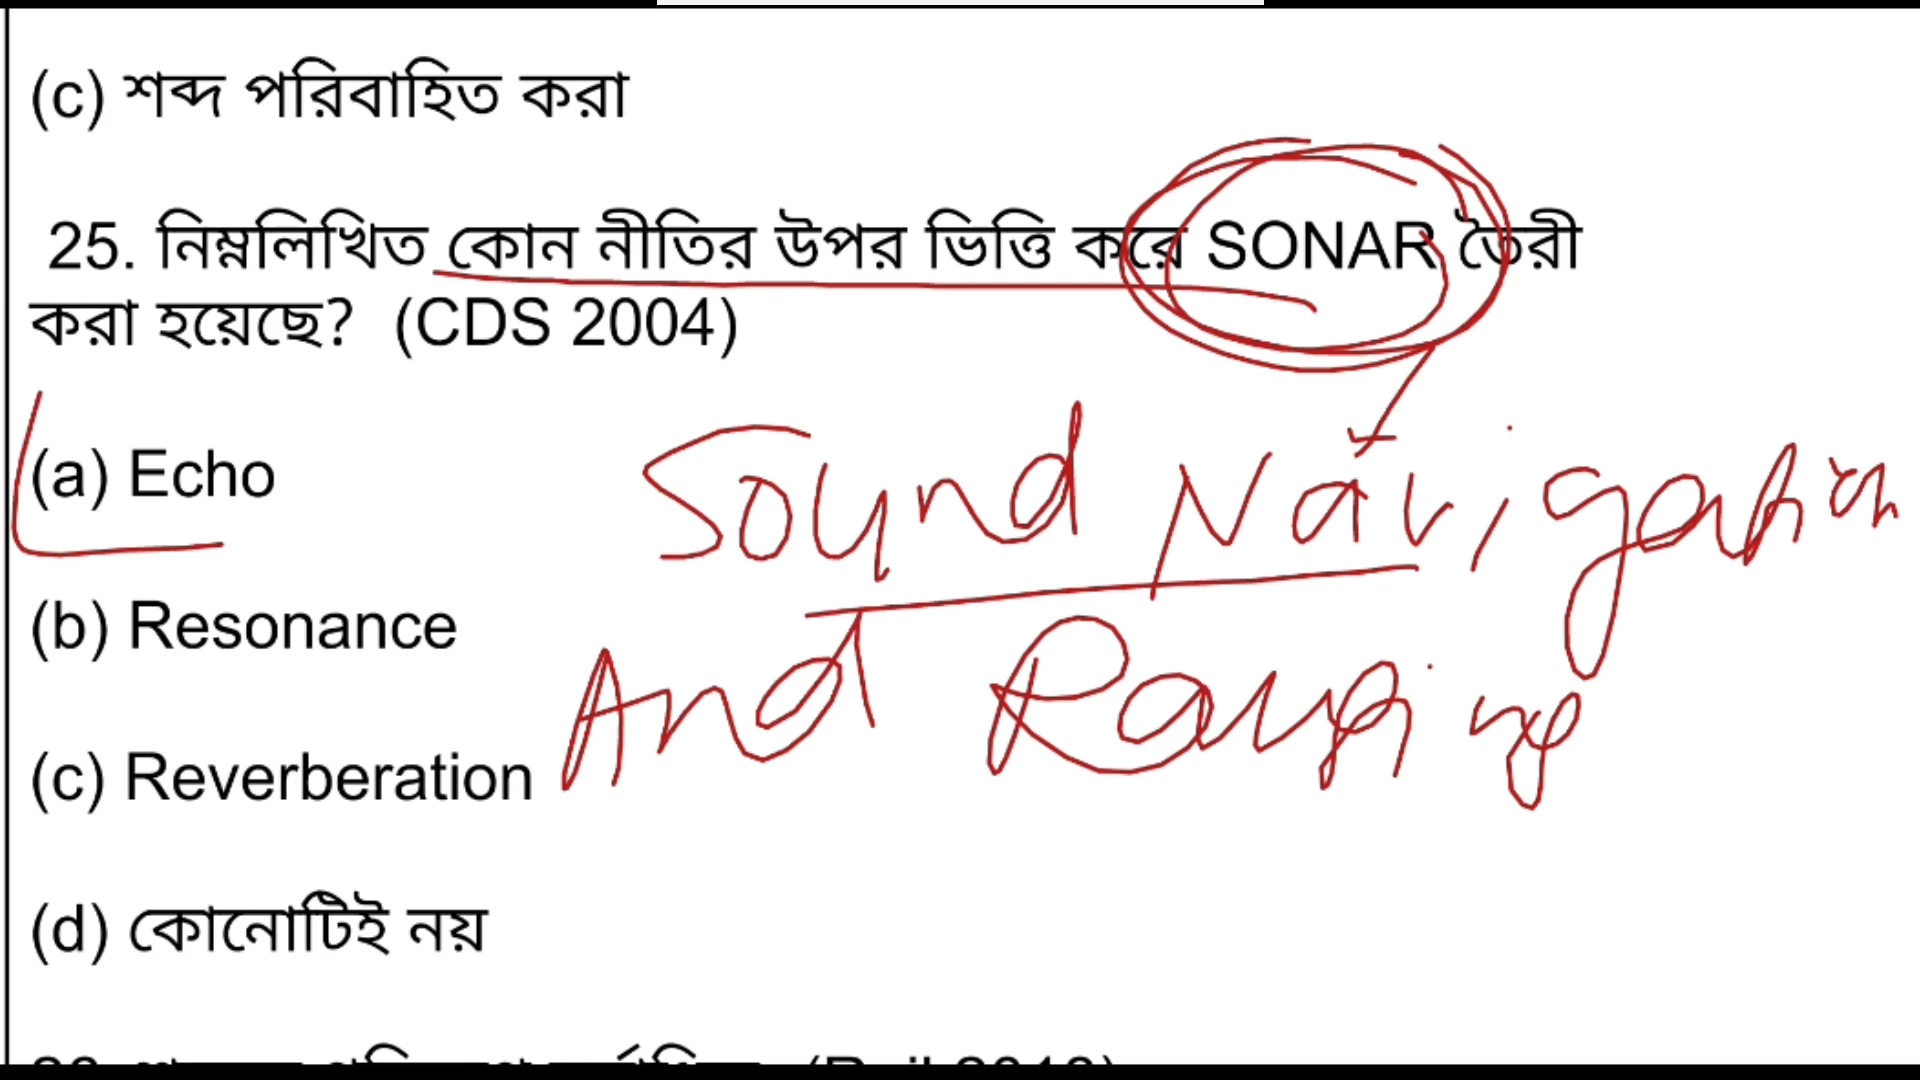 (c) শব্দ পরিবাহিত করা
25. নিম্নলিখিত কোন নীতির উপর ভিত্তি করে SONAR তৈরী
করা হয়েছে? (CDS 2004)
(a) Echo
Sound Navigation
(b) Resonance
And Ranging
(c) Reverberation
(d) কোনোটিই নয়